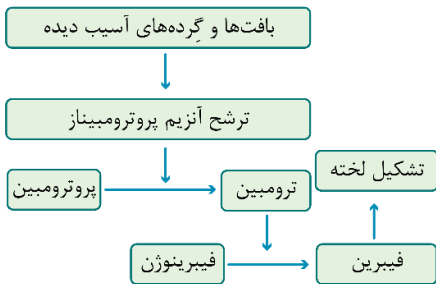 بافت‌ها و گِرده‌های آسیب دیده
ترشح آنزیم پروترومبیناز
پروترومبین
ترومبین
تشکیل لخته
فیبرینوژن
فیبرین